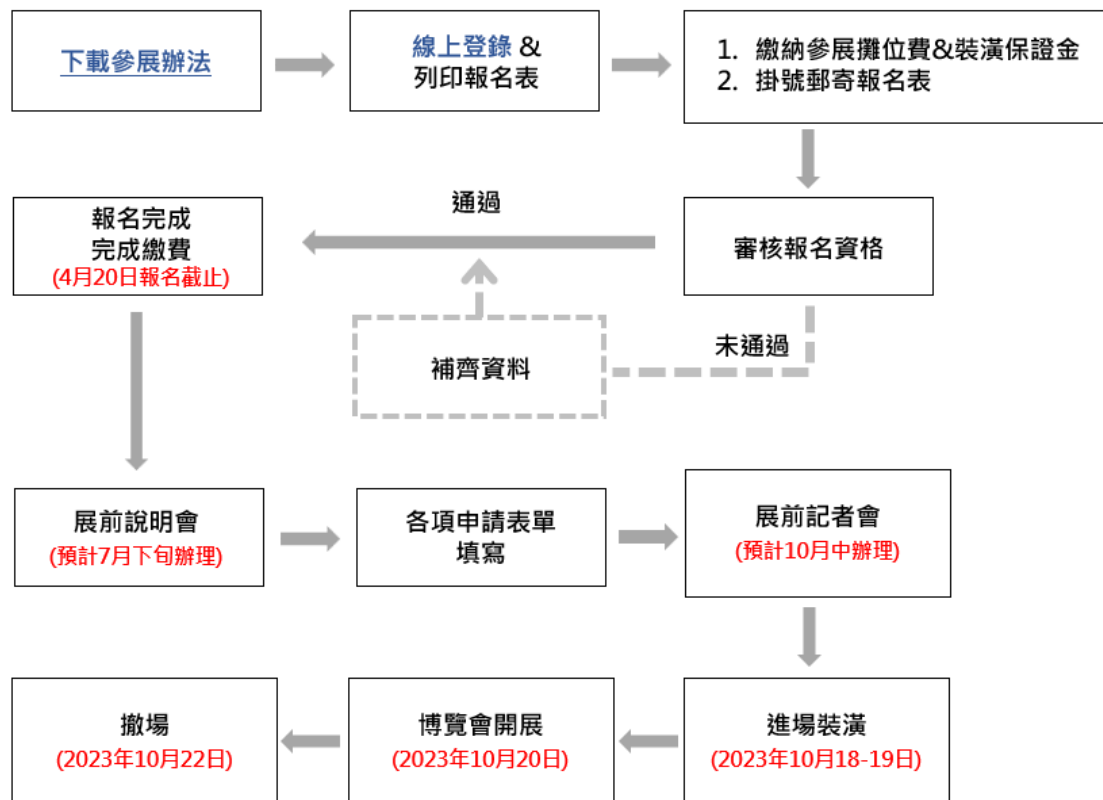 下載參展辦法
線上登錄 &
列印報名表
1. 繳納參展攤位費&裝潢保證金
2. 掛號郵寄報名表
通過
報名完成
完成繳費
(4月20日報名截止)
審核報名資格
補齊資料
未通過
展前說明會
(預計7月下旬辦理)
各項申請表單
填寫
展前記者會
(預計10月中辦理)
撤場
(2023年10月22日)
博覽會開展
(2023年10月20日)
進場裝潢
(2023年10月18-19日)